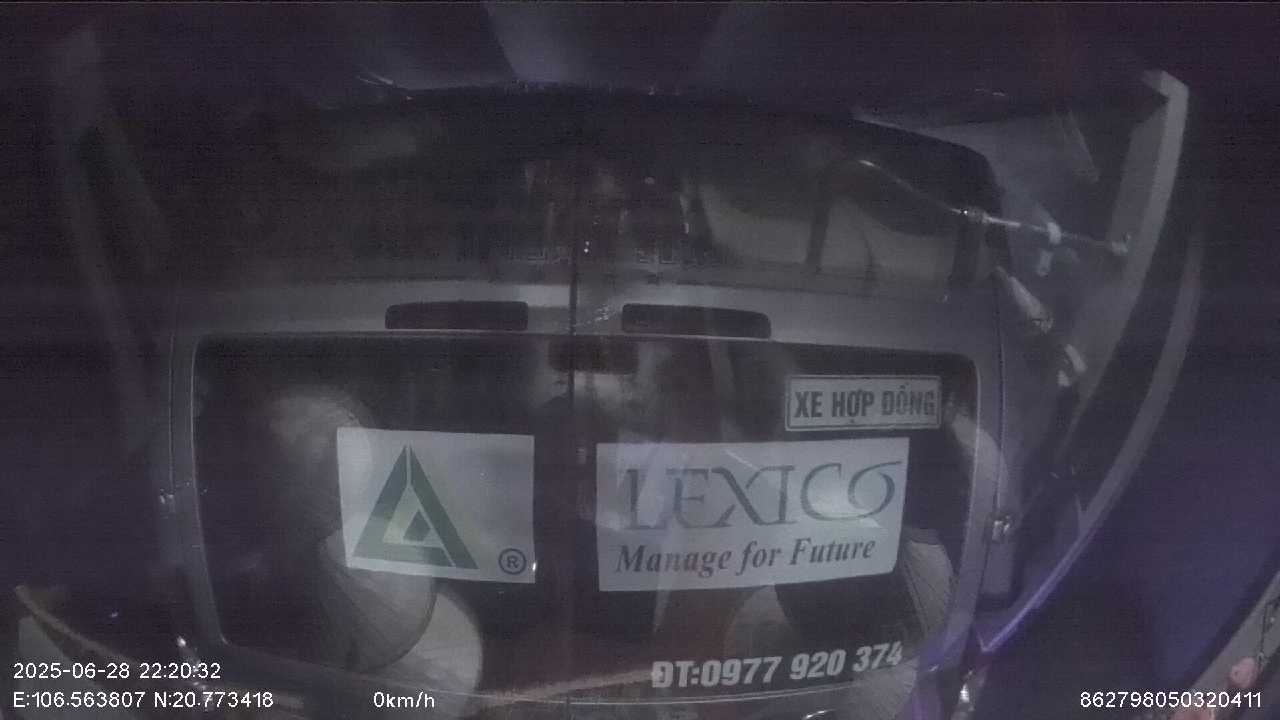 XE HỢP ĐỒNG
LEXICO
®
Manage for Future
ĐT:0977 920 374
2025-06-28 22:20:32
E:106.563807 N:20.773418
0km/h
862798050320411